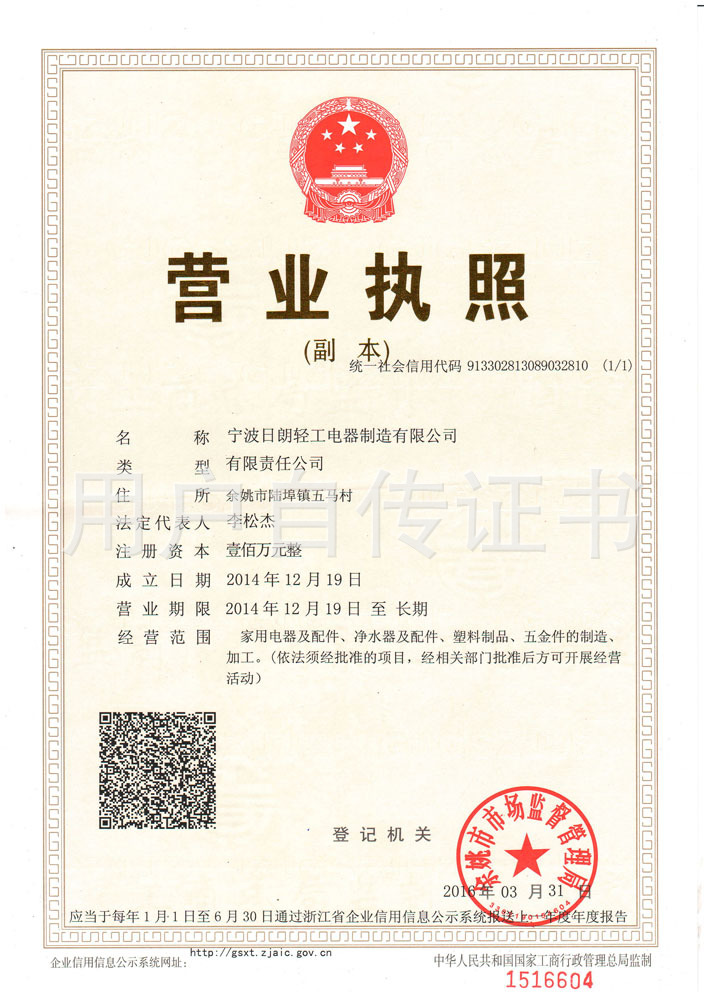 营业执照
(副 本)
统一社会信用代码 913302813089032810 (1/1)
名称 宁波日朗轻工电器制造有限公司
类型 有限责任公司
住所 余姚市陆埠镇五马村
法定代表人 李松杰
注册资本 壹佰万元整
成立日期 2014年12月19日
营业期限 2014年12月19日至长期
经营范围 家用电器及配件、净水器及配件、塑料制品、五金件的制造、
加工。(依法须经批准的项目，经相关部门批准后方可开展经营
活动)
用户自传证书
登记机关
余姚市市场监督管理局
2016年03月31日
应当于每年1月1日至6月30日通过浙江省企业信用信息公示系统报送上一年度年度报告
企业信用信息公示系统网址: http://gsxt.zjaic.gov.cn
中华人民共和国国家工商行政管理总局监制
1516604